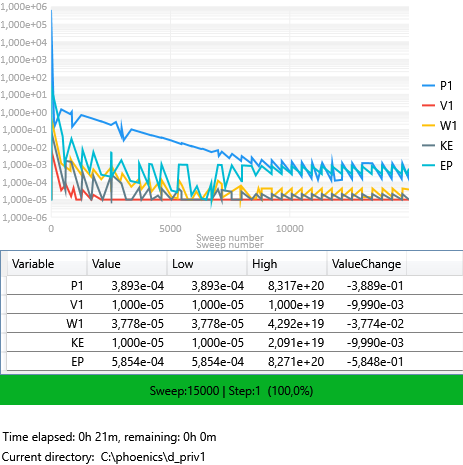 1,000e+06
1,000e+05
1,000e+04
1,000e+03
1,000e+02
1,000e+01
1,000e+00
1,000e-01
1,000e-02
1,000e-03
1,000e-04
1,000e-05
1,000e-06
0 5000 10000
Sweep number
Sweep number
P1
V1
W1
KE
EP
Variable Value Low High ValueChange
P1 3,893e-04 3,893e-04 8,317e+20 -3,889e-01
V1 1,000e-05 1,000e-05 1,000e+19 -9,990e-03
W1 3,778e-05 3,778e-05 4,292e+19 -3,774e-02
KE 1,000e-05 1,000e-05 2,091e+19 -9,990e-03
EP 5,854e-04 5,854e-04 8,271e+20 -5,848e-01
Sweep:15000 | Step:1 (100,0%)
Time elapsed: 0h 21m, remaining: 0h 0m
Current directory: C:\phoenics\d_priv1